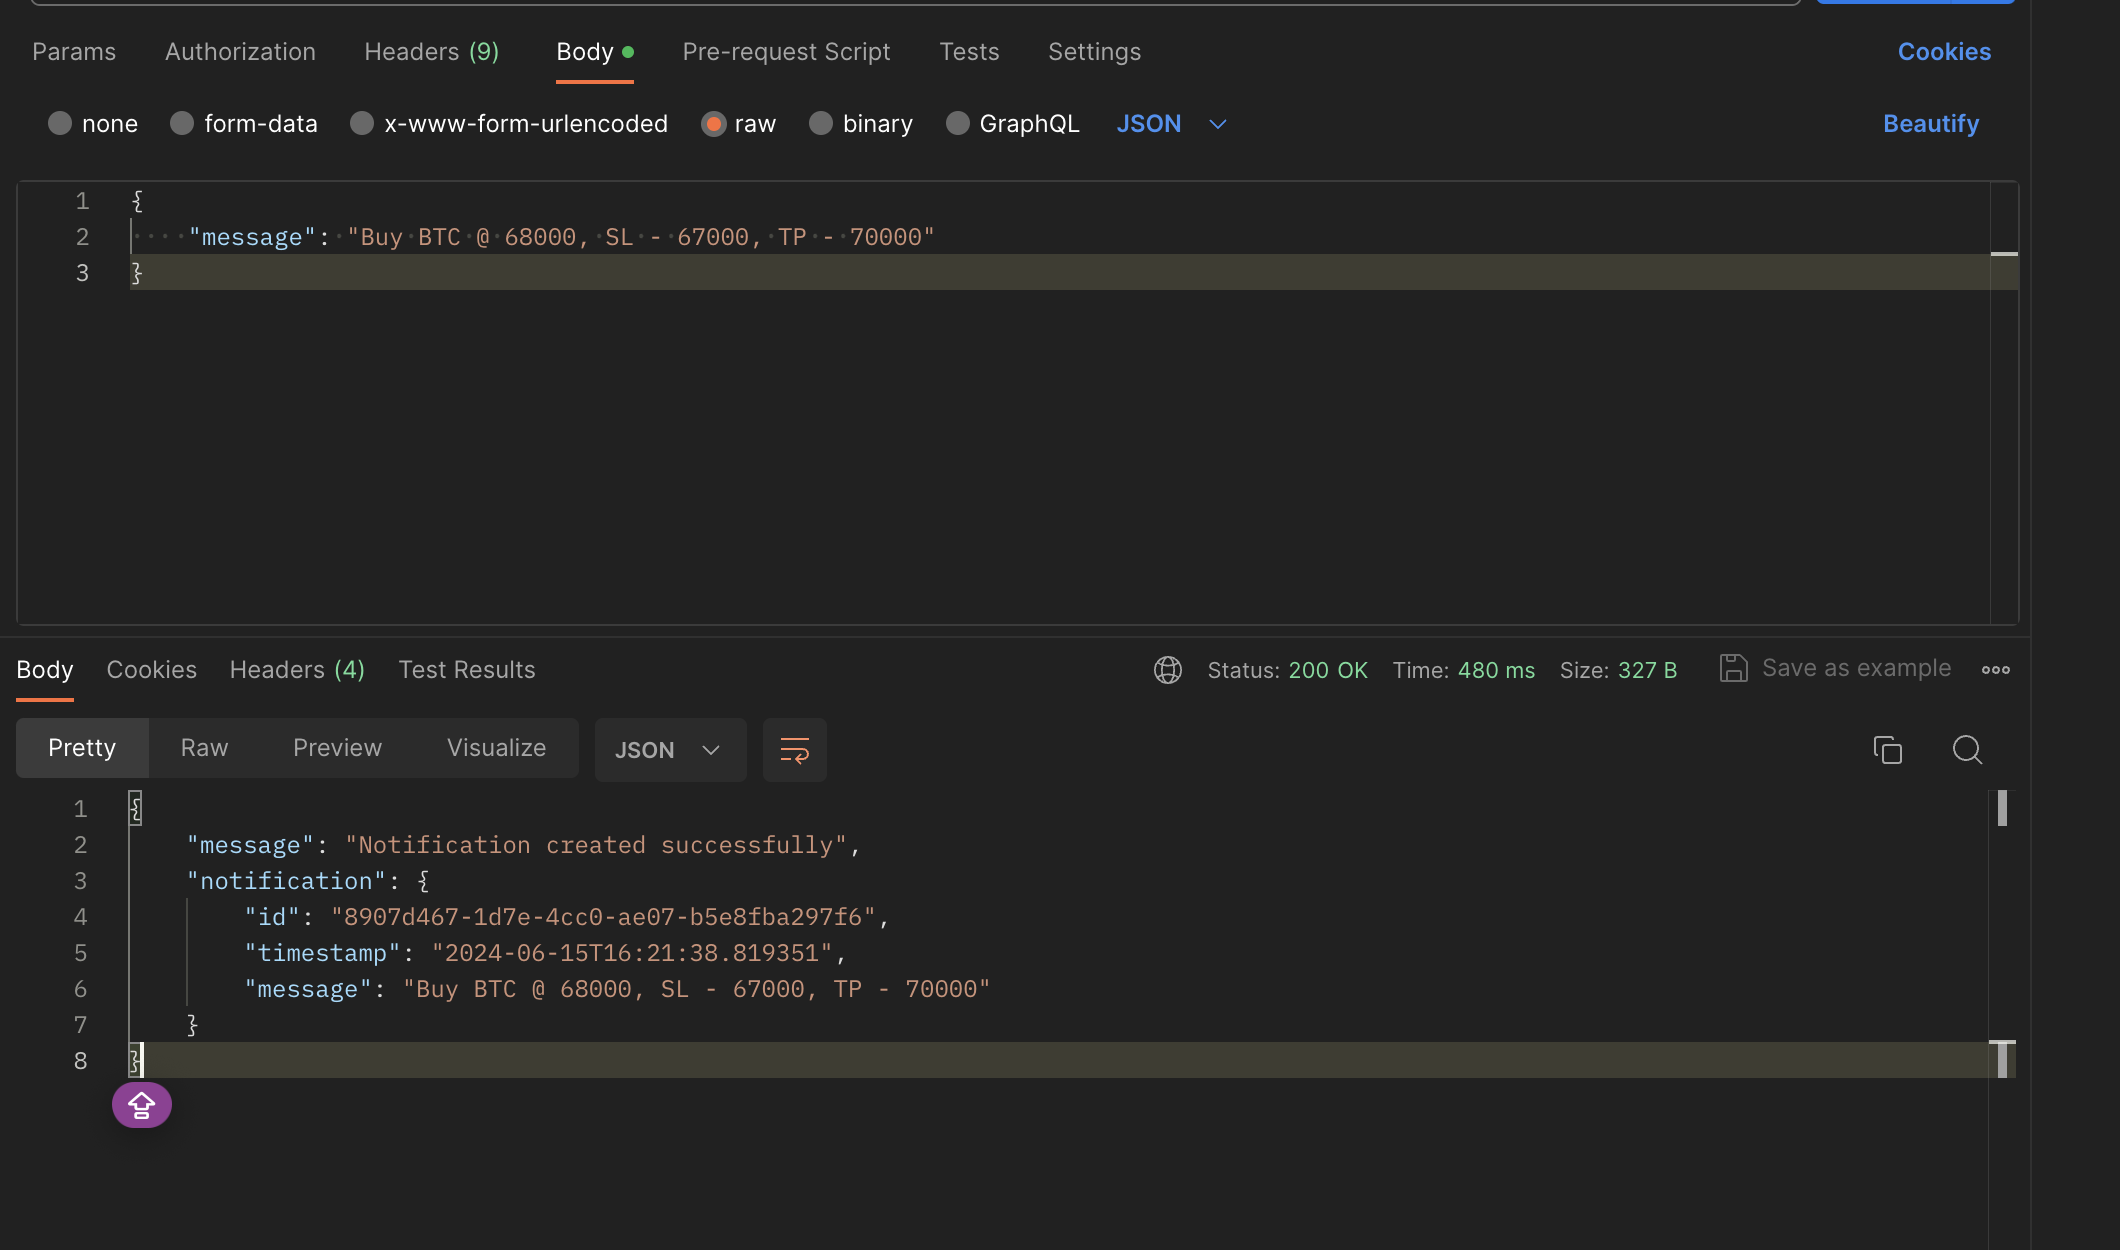 Params Authorization Headers (9) Body Pre-request Script Tests Settings Cookies
none form-data x-www-form-urlencoded raw binary GraphQL JSON Beautify
1 {
2 "message": "Buy BTC @ 68000, SL - 67000, TP - 70000"
3 }
Body Cookies Headers (4) Test Results Status: 200 OK Time: 480 ms Size: 327 B Save as example
Pretty Raw Preview Visualize JSON
1 {
2 "message": "Notification created successfully",
3 "notification": {
4 "id": "8907d467-1d7e-4cc0-ae07-b5e8fba297f6",
5 "timestamp": "2024-06-15T16:21:38.819351",
6 "message": "Buy BTC @ 68000, SL - 67000, TP - 70000"
7 }
8 }